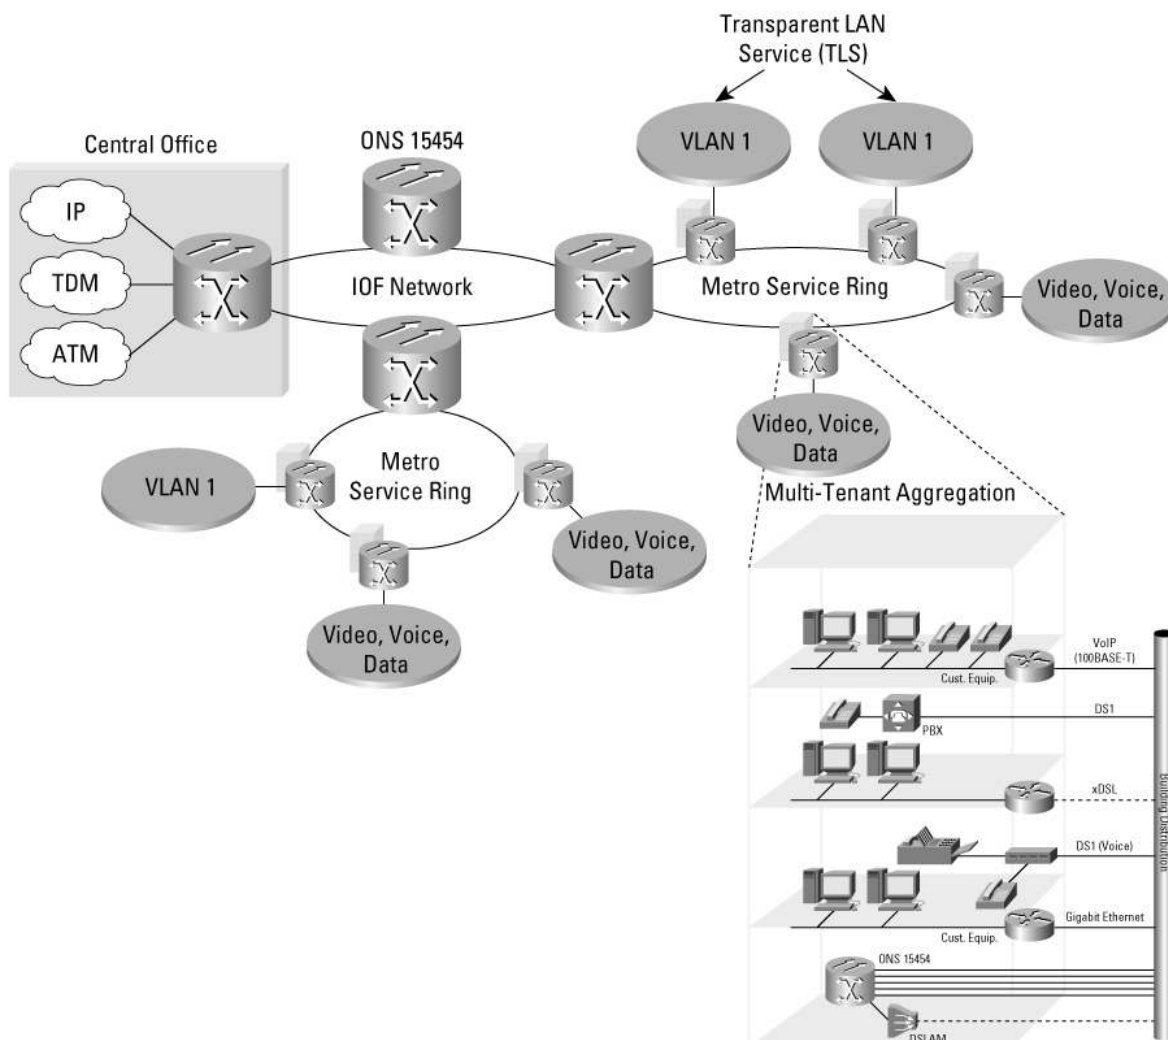 Transparent LAN
Service (TLS)
VLAN 1
VLAN 1
Central Office
ONS 15454
IP
TDM
ATM
IOF Network
Metro Service Ring
Video, Voice,
Data
Video, Voice,
Data
VLAN 1
Metro
Service Ring
Video, Voice,
Data
Video, Voice,
Data
Multi-Tenant Aggregation
VoIP
(100BASE-T)
Cust. Equip.
DS1
PBX
xDSL
Building Distribution
DS1 (Voice)
Gigabit Ethernet
Cust. Equip.
ONS 15454
DSLAM